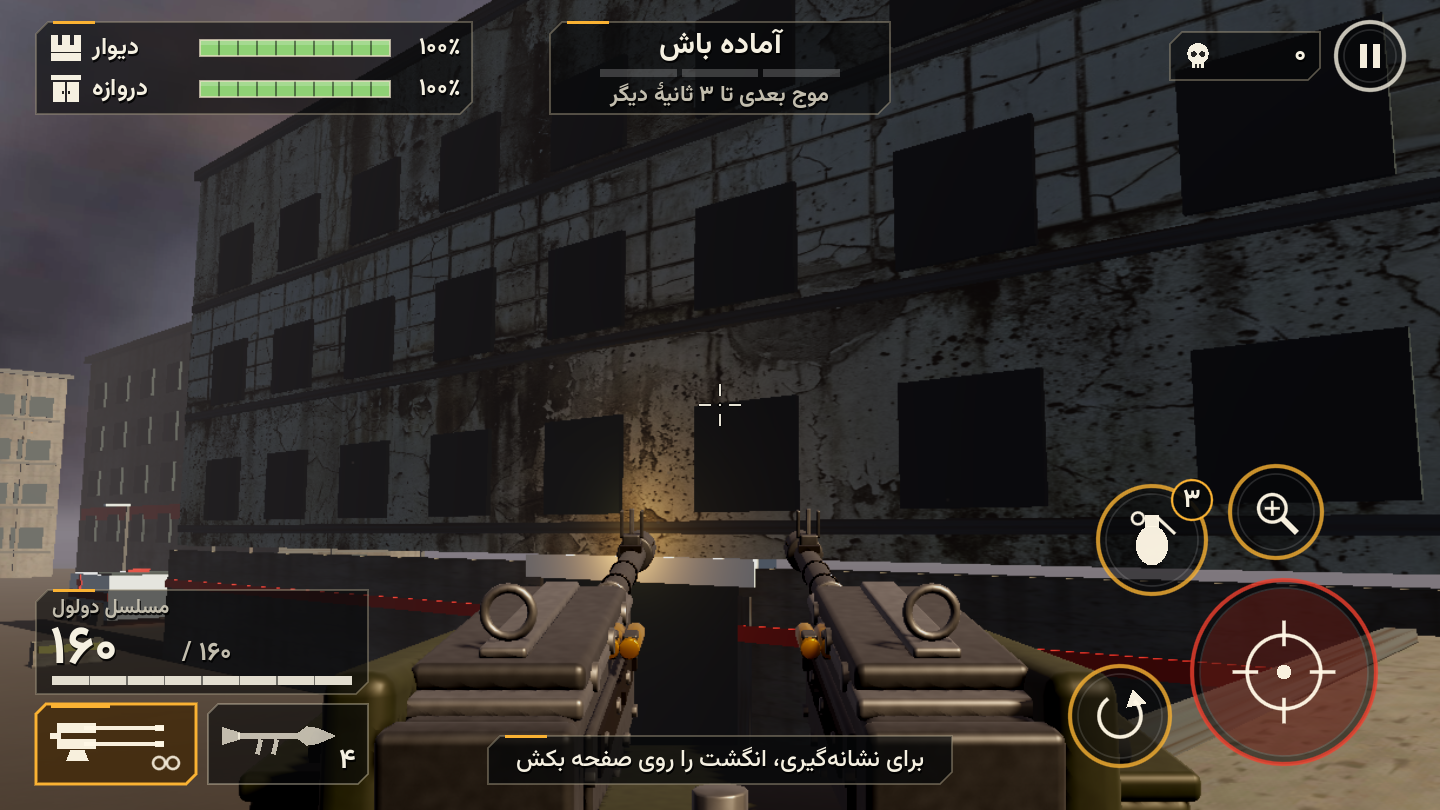 دیوار
۱۰۰٪
دروازه
۱۰۰٪
آماده باش
موج بعدی تا ۳ ثانیهٔ دیگر
۰
۳
مسلسل دولول
۱۶۰ / ۱۶۰
∞
۴
برای نشانه‌گیری، انگشت را روی صفحه بکش